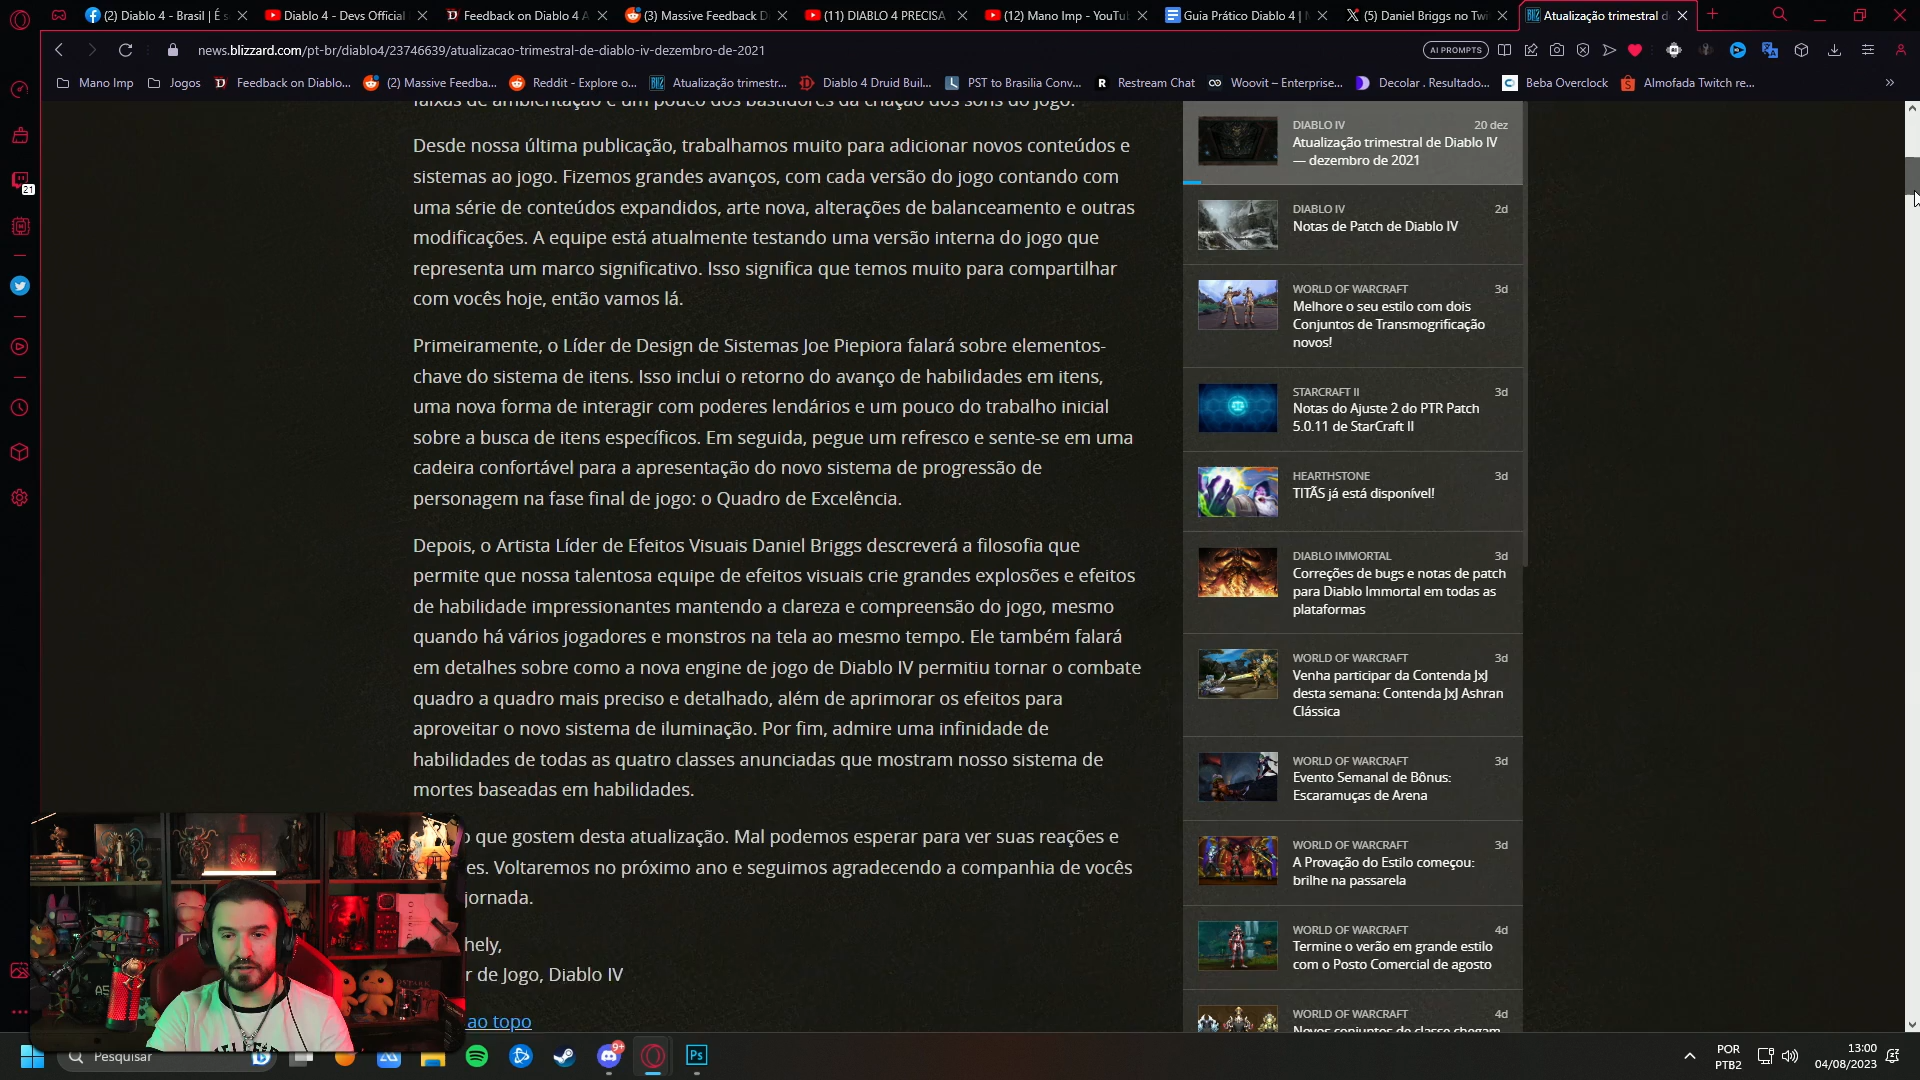 (2) Diablo 4 - Brasil | É s
Diablo 4 - Devs Official
Feedback on Diablo 4 A
(3) Massive Feedback D
(11) DIABLO 4 PRECISA
(12) Mano Imp - YouTu
Guia Prático Diablo 4 | M
(5) Daniel Briggs no Twi
Atualização trimestral d
news.blizzard.com/pt-br/diablo4/23746639/atualizacao-trimestral-de-diablo-iv-dezembro-de-2021
AI PROMPTS
Mano Imp
Jogos
Feedback on Diablo...
(2) Massive Feedba...
Reddit - Explore o...
Atualização trimestr...
Diablo 4 Druid Buil...
PST to Brasilia Conv...
Restream Chat
Woovit – Enterprise...
Decolar . Resultado...
Beba Overclock
Almofada Twitch re...
faixas de ambientação e um pouco dos bastidores da criação dos sons do jogo.
Desde nossa última publicação, trabalhamos muito para adicionar novos conteúdos e
sistemas ao jogo. Fizemos grandes avanços, com cada versão do jogo contando com
uma série de conteúdos expandidos, arte nova, alterações de balanceamento e outras
modificações. A equipe está atualmente testando uma versão interna do jogo que
representa um marco significativo. Isso significa que temos muito para compartilhar
com vocês hoje, então vamos lá.
Primeiramente, o Líder de Design de Sistemas Joe Piepiora falará sobre elementos-
chave do sistema de itens. Isso inclui o retorno do avanço de habilidades em itens,
uma nova forma de interagir com poderes lendários e um pouco do trabalho inicial
sobre a busca de itens específicos. Em seguida, pegue um refresco e sente-se em uma
cadeira confortável para a apresentação do novo sistema de progressão de
personagem na fase final de jogo: o Quadro de Excelência.
Depois, o Artista Líder de Efeitos Visuais Daniel Briggs descreverá a filosofia que
permite que nossa talentosa equipe de efeitos visuais crie grandes explosões e efeitos
de habilidade impressionantes mantendo a clareza e compreensão do jogo, mesmo
quando há vários jogadores e monstros na tela ao mesmo tempo. Ele também falará
em detalhes sobre como a nova engine de jogo de Diablo IV permitiu tornar o combate
quadro a quadro mais preciso e detalhado, além de aprimorar os efeitos para
aproveitar o novo sistema de iluminação. Por fim, admire uma infinidade de
habilidades de todas as quatro classes anunciadas que mostram nosso sistema de
mortes baseadas em habilidades.
o que gostem desta atualização. Mal podemos esperar para ver suas reações e
es. Voltaremos no próximo ano e seguimos agradecendo a companhia de vocês
jornada.
hely,
r de Jogo, Diablo IV
ao topo
DIABLO IV 20 dez
Atualização trimestral de Diablo IV
— dezembro de 2021
DIABLO IV 2d
Notas de Patch de Diablo IV
WORLD OF WARCRAFT 3d
Melhore o seu estilo com dois
Conjuntos de Transmogrificação
novos!
STARCRAFT II 3d
Notas do Ajuste 2 do PTR Patch
5.0.11 de StarCraft II
HEARTHSTONE 3d
TITÃS já está disponível!
DIABLO IMMORTAL 3d
Correções de bugs e notas de patch
para Diablo Immortal em todas as
plataformas
WORLD OF WARCRAFT 3d
Venha participar da Contenda JxJ
desta semana: Contenda JxJ Ashran
Clássica
WORLD OF WARCRAFT 3d
Evento Semanal de Bônus:
Escaramuças de Arena
WORLD OF WARCRAFT 3d
A Provação do Estilo começou:
brilhe na passarela
WORLD OF WARCRAFT 4d
Termine o verão em grande estilo
com o Posto Comercial de agosto
WORLD OF WARCRAFT 4d
Novos conjuntos de classe chegam
21
Pesquisar
9+
Ps
POR
PTB2
13:00
04/08/2023